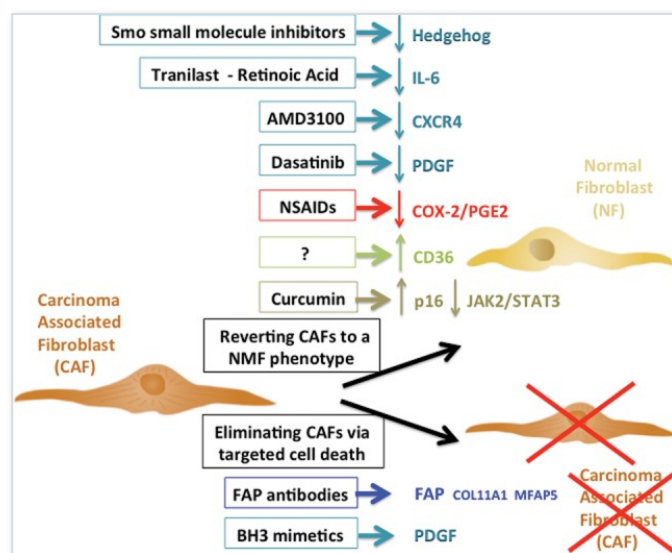 Smo small molecule inhibitors
Hedgehog
Tranilast - Retinoic Acid
IL-6
AMD3100
CXCR4
Dasatinib
PDGF
Normal
Fibroblast
(NF)
NSAIDs
COX-2/PGE2
?
CD36
Curcumin
p16
JAK2/STAT3
Carcinoma
Associated
Fibroblast
(CAF)
Reverting CAFs to a
NMF phenotype
Eliminating CAFs via
targeted cell death
FAP antibodies
FAP COL11A1 MFAP5
BH3 mimetics
PDGF
Carcinoma
Associated
Fibroblast
(CAF)